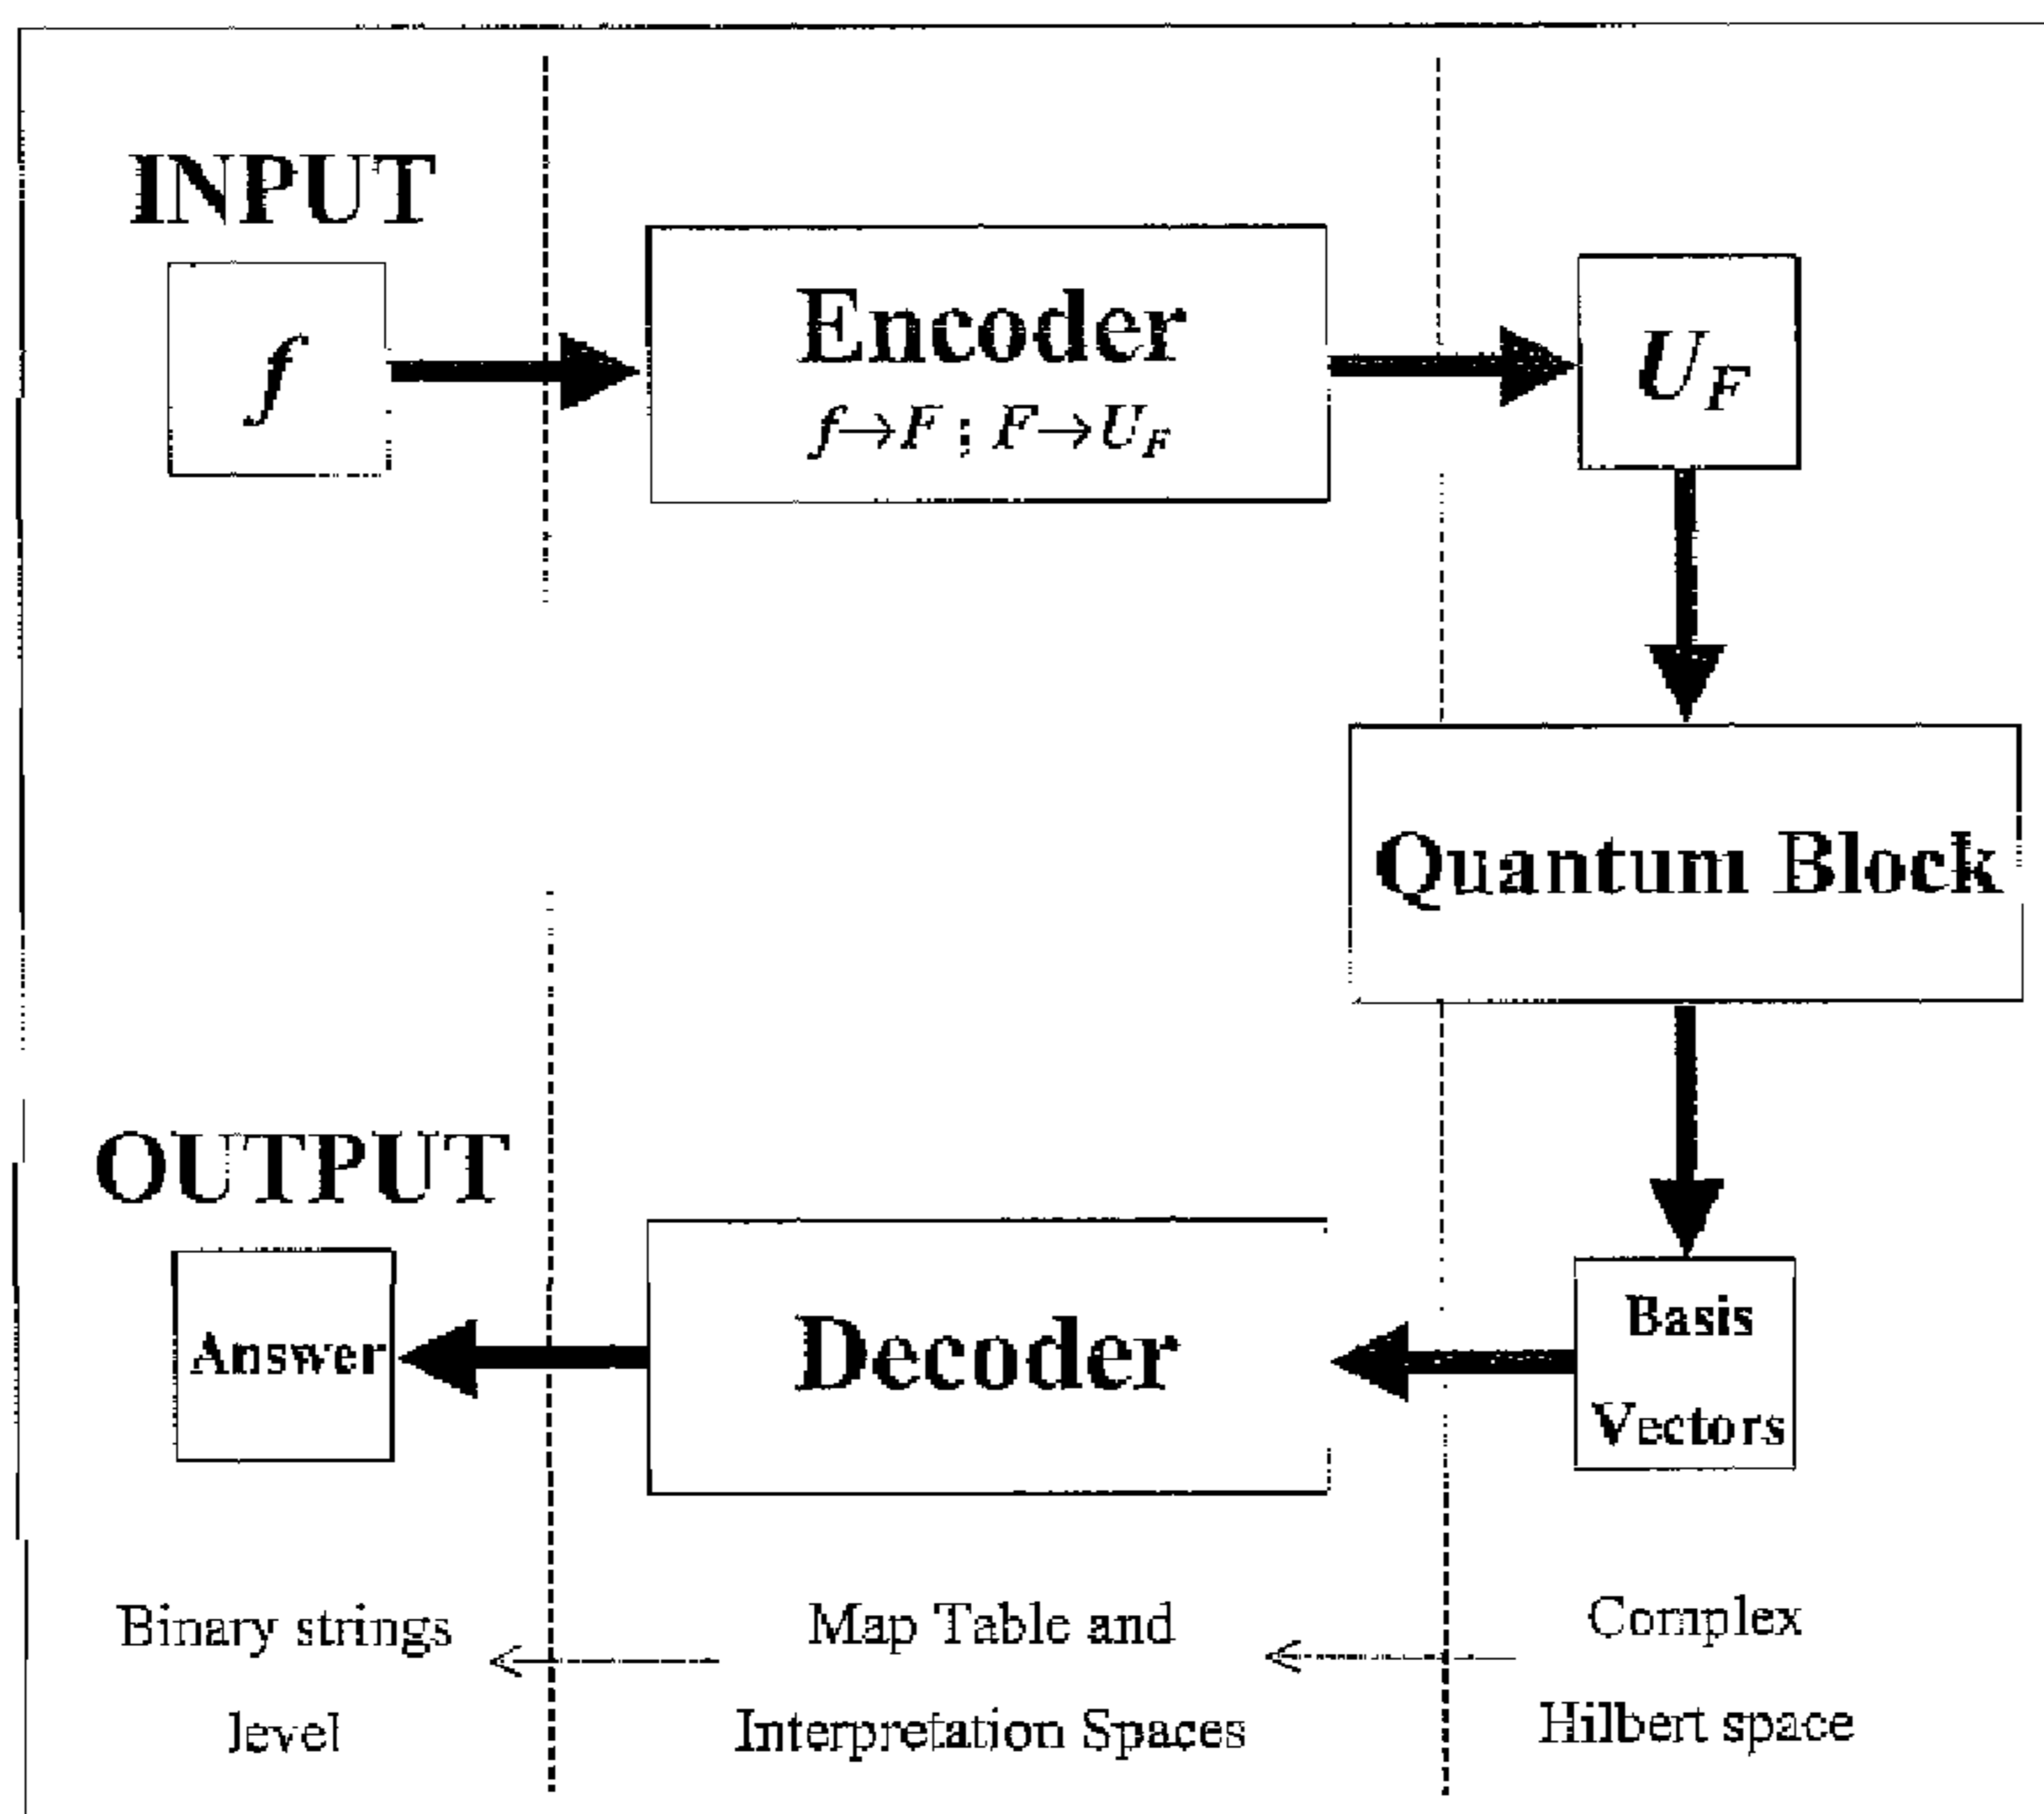 INPUT
f
Encoder
f→F ; F→U_F
U_F
Quantum Block
OUTPUT
Answer
Decoder
Basis
Vectors
Binary strings
level
Map Table and
Interpretation Spaces
Complex
Hilbert space